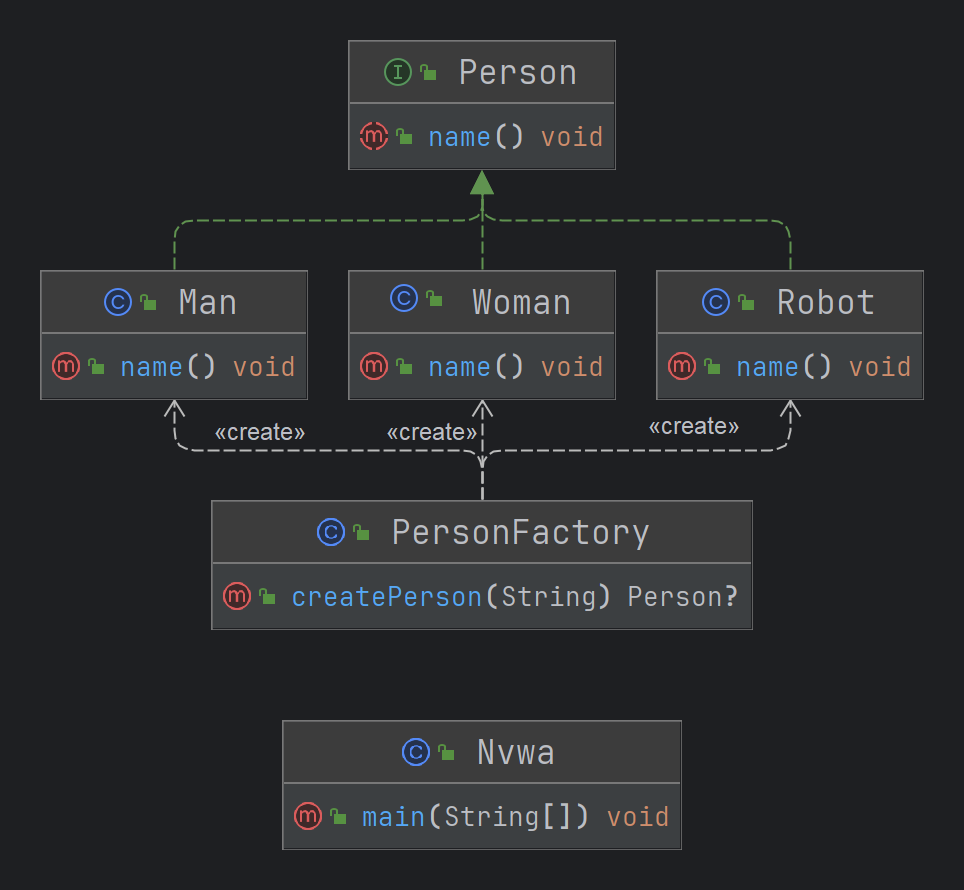 I Person
m name() void
C Man
m name() void
C Woman
m name() void
C Robot
m name() void
«create»
«create»
«create»
C PersonFactory
m createPerson(String) Person?
C Nvwa
m main(String[]) void